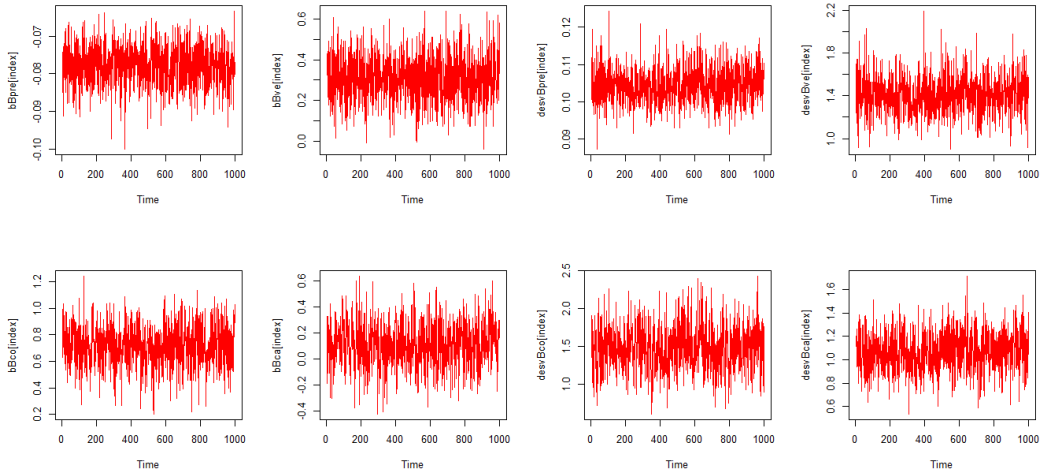 bBpre[index]
-0.10 -0.09 -0.08 -0.07
0 200 400 600 800 1000
Time
bBve[index]
0.0 0.2 0.4 0.6
0 200 400 600 800 1000
Time
desvBpre[index]
0.09 0.10 0.11 0.12
0 200 400 600 800 1000
Time
desvBve[index]
1.0 1.4 1.8 2.2
0 200 400 600 800 1000
Time
bBco[index]
0.2 0.4 0.6 0.8 1.0 1.2
0 200 400 600 800 1000
Time
bBca[index]
-0.4 -0.2 0.0 0.2 0.4 0.6
0 200 400 600 800 1000
Time
desvBco[index]
1.0 1.5 2.0 2.5
0 200 400 600 800 1000
Time
desvBca[index]
0.6 0.8 1.0 1.2 1.4 1.6
0 200 400 600 800 1000
Time